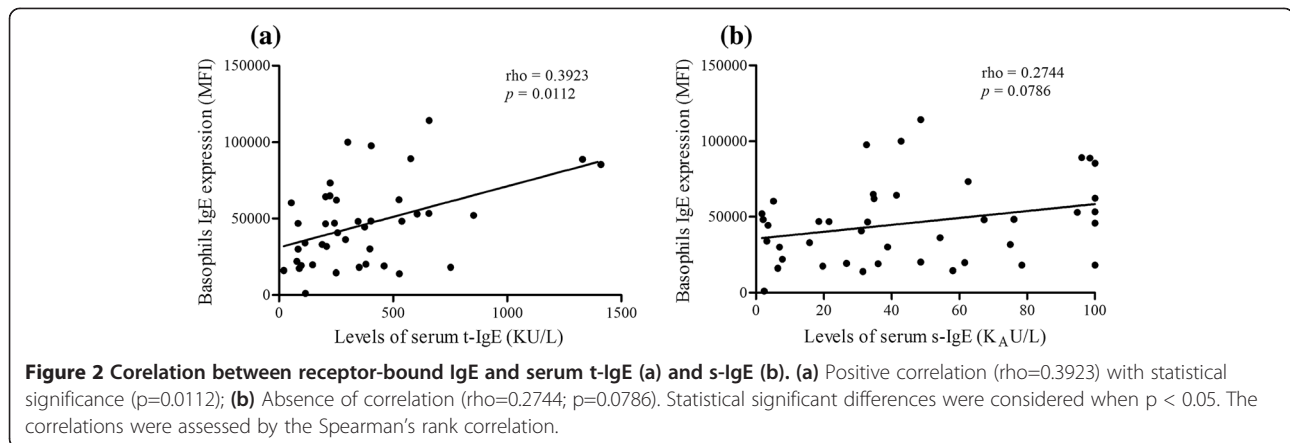 (a)
rho = 0.3923
p = 0.0112
Basophils IgE expression (MFI)
150000
100000
50000
0
0 500 1000 1500
Levels of serum t-IgE (KU/L)
(b)
rho = 0.2744
p = 0.0786
Basophils IgE expression (MFI)
150000
100000
50000
0
0 20 40 60 80 100
Levels of serum s-IgE (K_AU/L)
Figure 2 Corelation between receptor-bound IgE and serum t-IgE (a) and s-IgE (b). (a) Positive correlation (rho=0.3923) with statistical
significance (p=0.0112); (b) Absence of correlation (rho=0.2744; p=0.0786). Statistical significant differences were considered when p < 0.05. The
correlations were assessed by the Spearman's rank correlation.